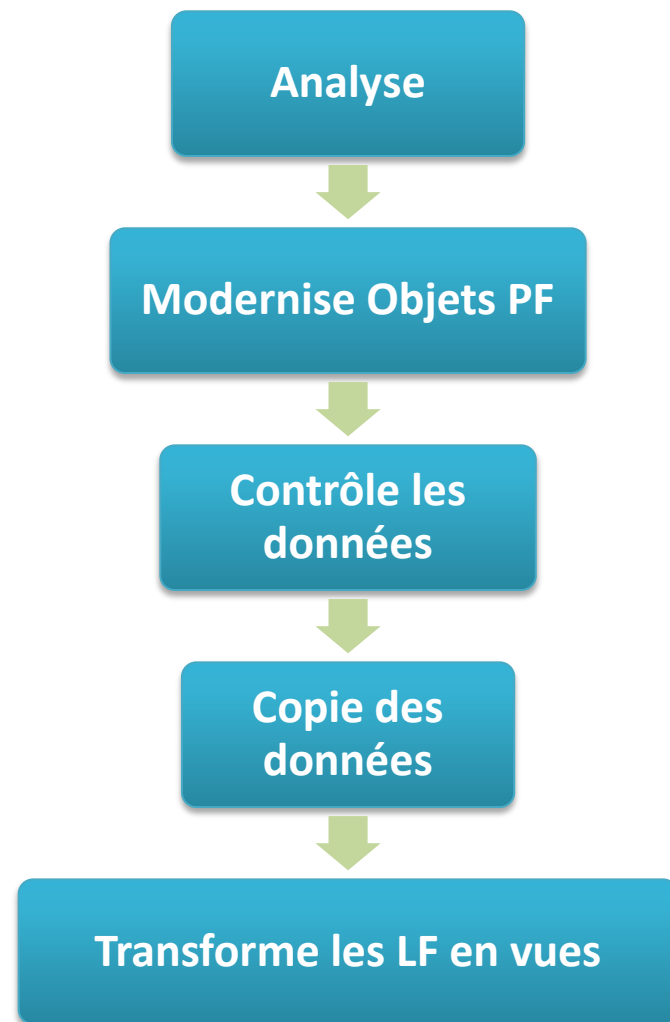 Analyse
Modernise Objets PF
Contrôle les
données
Copie des
données
Transforme les LF en vues